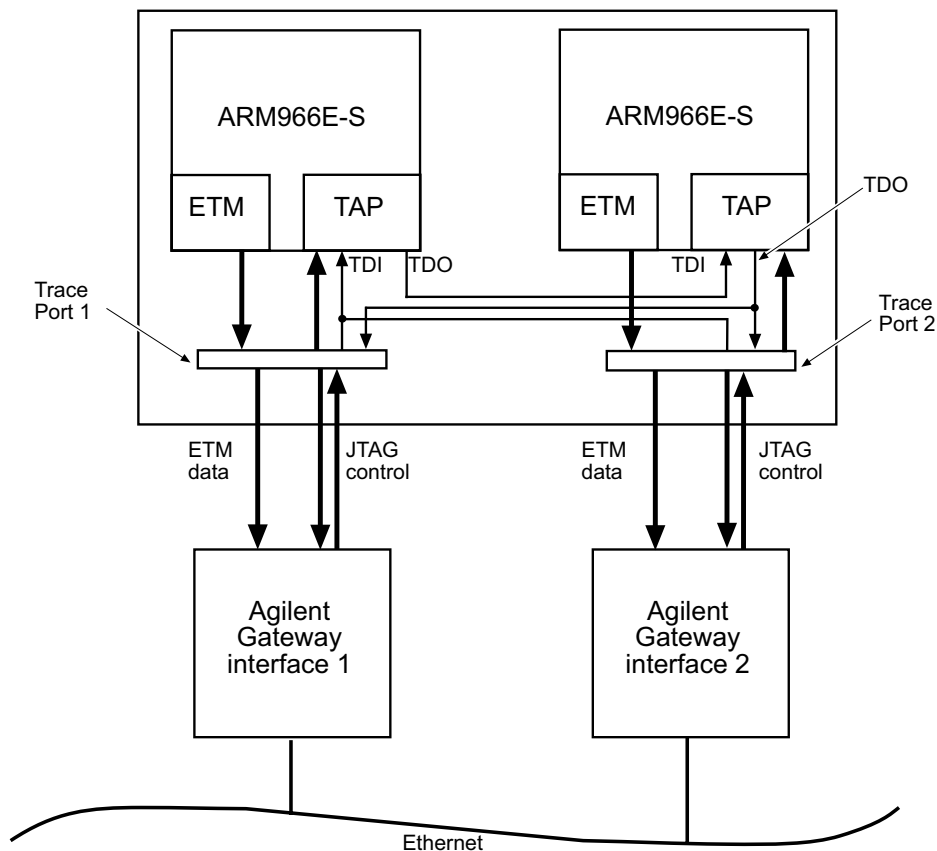 ARM966E-S
ARM966E-S
ETM
TAP
ETM
TAP
TDO
TDI
TDO
TDI
Trace
Port 1
Trace
Port 2
ETM
data
JTAG
control
ETM
data
JTAG
control
Agilent
Gateway
interface 1
Agilent
Gateway
interface 2
Ethernet